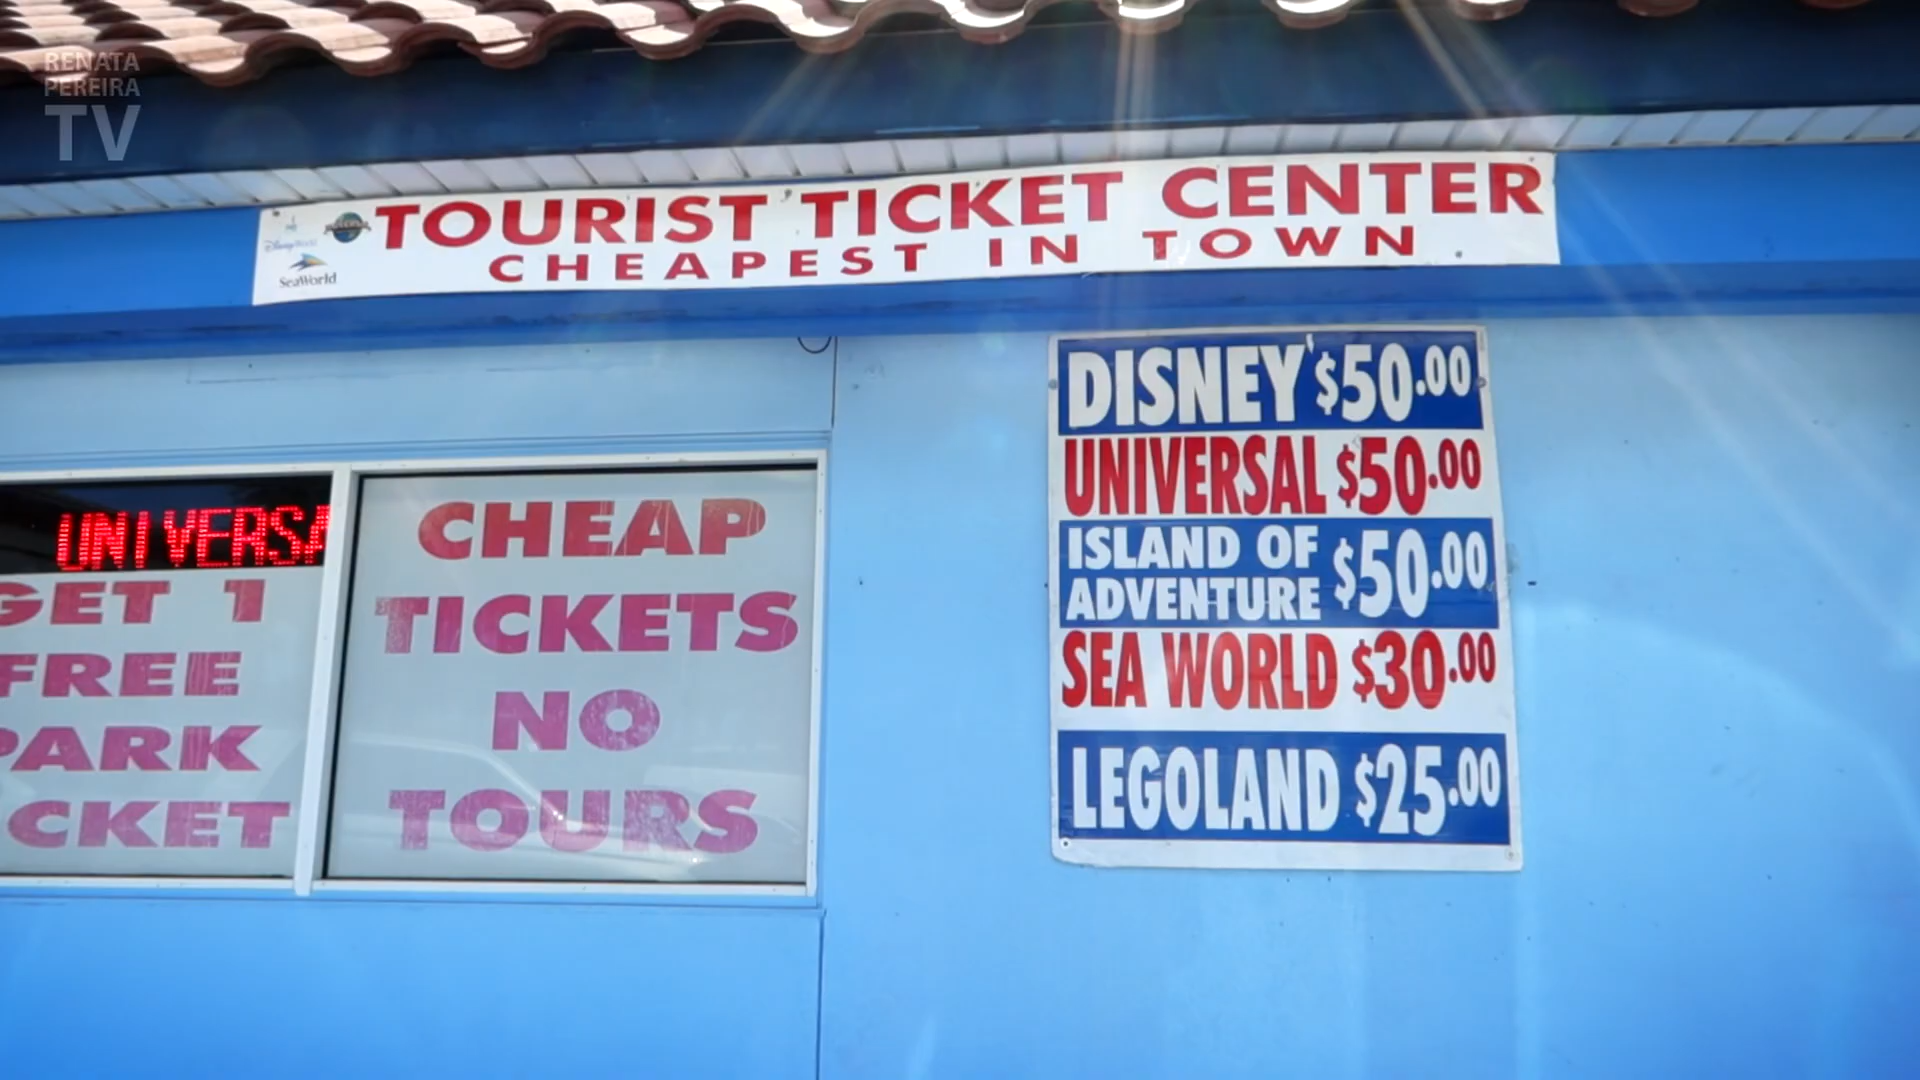 RENATA
PEREIRA
TV
TOURIST TICKET CENTER
CHEAPEST IN TOWN
Disney World
SeaWorld
DISNEY $50.00
UNIVERSAL $50.00
ISLAND OF
ADVENTURE $50.00
SEA WORLD $30.00
LEGOLAND $25.00
UNIVERSA
GET 1
FREE
PARK
CKET
CHEAP
TICKETS
NO
TOURS